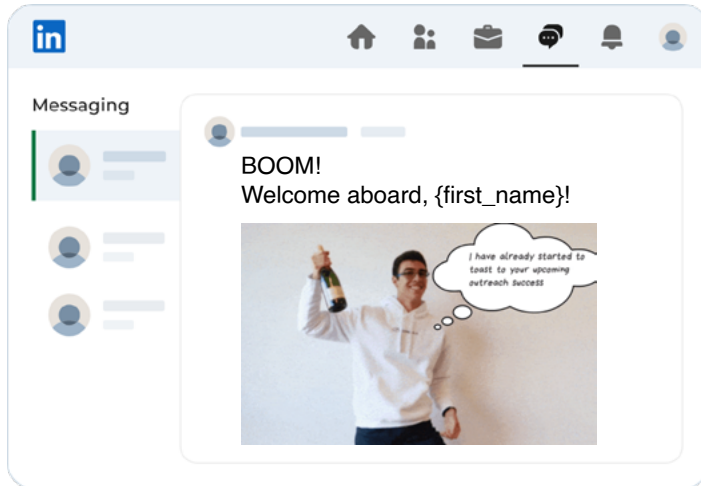 in
Messaging
BOOM!
Welcome aboard, {first_name}!
I have already started to
toast to your upcoming
outreach success